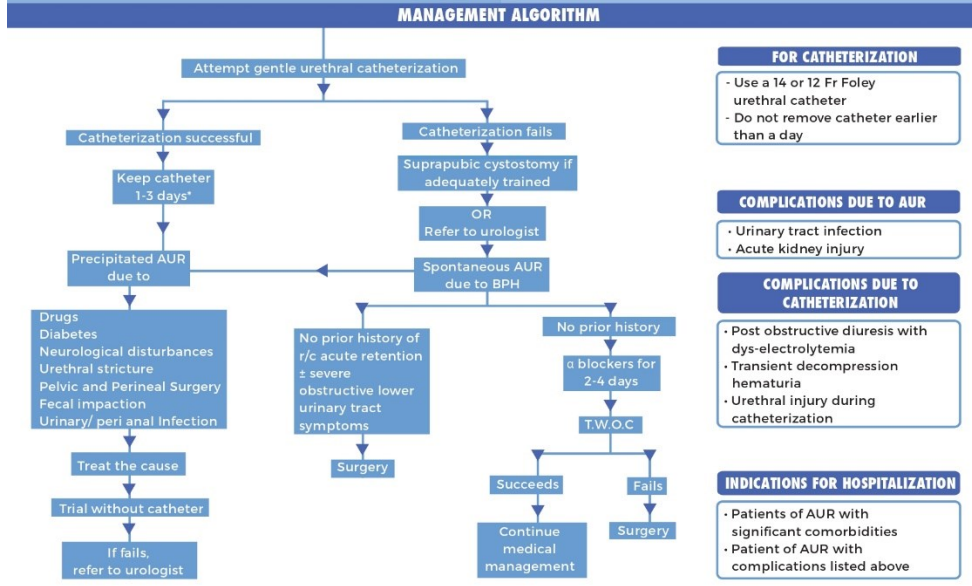 MANAGEMENT ALGORITHM
Attempt gentle urethral catheterization
Catheterization successful
Keep catheter
1-3 days*
Catheterization fails
Suprapubic cystostomy if
adequately trained
OR
Refer to urologist
Precipitated AUR
due to
Spontaneous AUR
due to BPH
Drugs
Diabetes
Neurological disturbances
Urethral stricture
Pelvic and Perineal Surgery
Fecal impaction
Urinary/ peri anal Infection
Treat the cause
Trial without catheter
If fails,
refer to urologist
No prior history of
r/c acute retention
± severe
obstructive lower
urinary tract
symptoms
Surgery
No prior history
α blockers for
2-4 days
T.W.O.C
Succeeds
Continue
medical
management
Fails
Surgery
FOR CATHETERIZATION
- Use a 14 or 12 Fr Foley
urethral catheter
- Do not remove catheter earlier
than a day
COMPLICATIONS DUE TO AUR
• Urinary tract infection
• Acute kidney injury
COMPLICATIONS DUE TO
CATHETERIZATION
• Post obstructive diuresis with
dys-electrolytemia
• Transient decompression
hematuria
• Urethral injury during
catheterization
INDICATIONS FOR HOSPITALIZATION
• Patients of AUR with
significant comorbidities
• Patient of AUR with
complications listed above